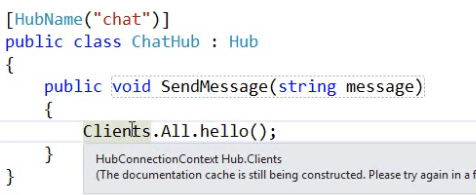 [HubName("chat")]
public class ChatHub : Hub
{
public void SendMessage(string message)
{
Clients.All.hello();
}
}
HubConnectionContext Hub.Clients
(The documentation cache is still being constructed. Please try again in a f